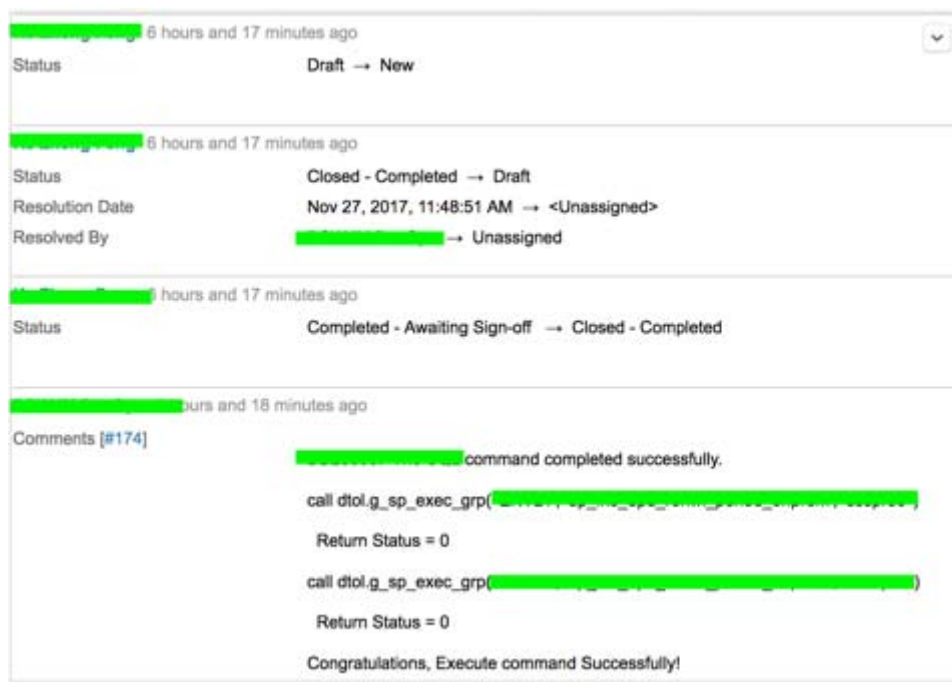 6 hours and 17 minutes ago
Status Draft → New
6 hours and 17 minutes ago
Status Closed - Completed → Draft
Resolution Date Nov 27, 2017, 11:48:51 AM → <Unassigned>
Resolved By → Unassigned
hours and 17 minutes ago
Status Completed - Awaiting Sign-off → Closed - Completed
ours and 18 minutes ago
Comments [#174]
command completed successfully.
call dtol.g_sp_exec_grp(
Return Status = 0
call dtol.g_sp_exec_grp( )
Return Status = 0
Congratulations, Execute command Successfully!